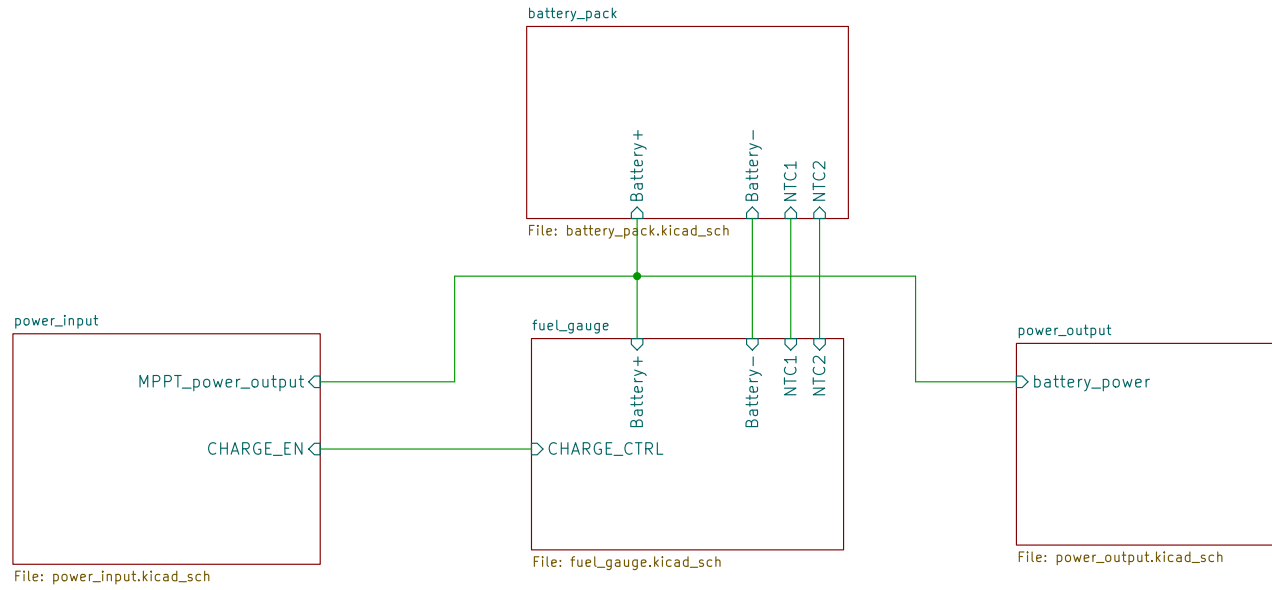 battery_pack
Battery+
Battery-
NTC1
NTC2
File: battery_pack.kicad_sch
power_input
MPPT_power_output
CHARGE_EN
File: power_input.kicad_sch
fuel_gauge
Battery+
Battery-
NTC1
NTC2
CHARGE_CTRL
File: fuel_gauge.kicad_sch
power_output
battery_power
File: power_output.kicad_sch